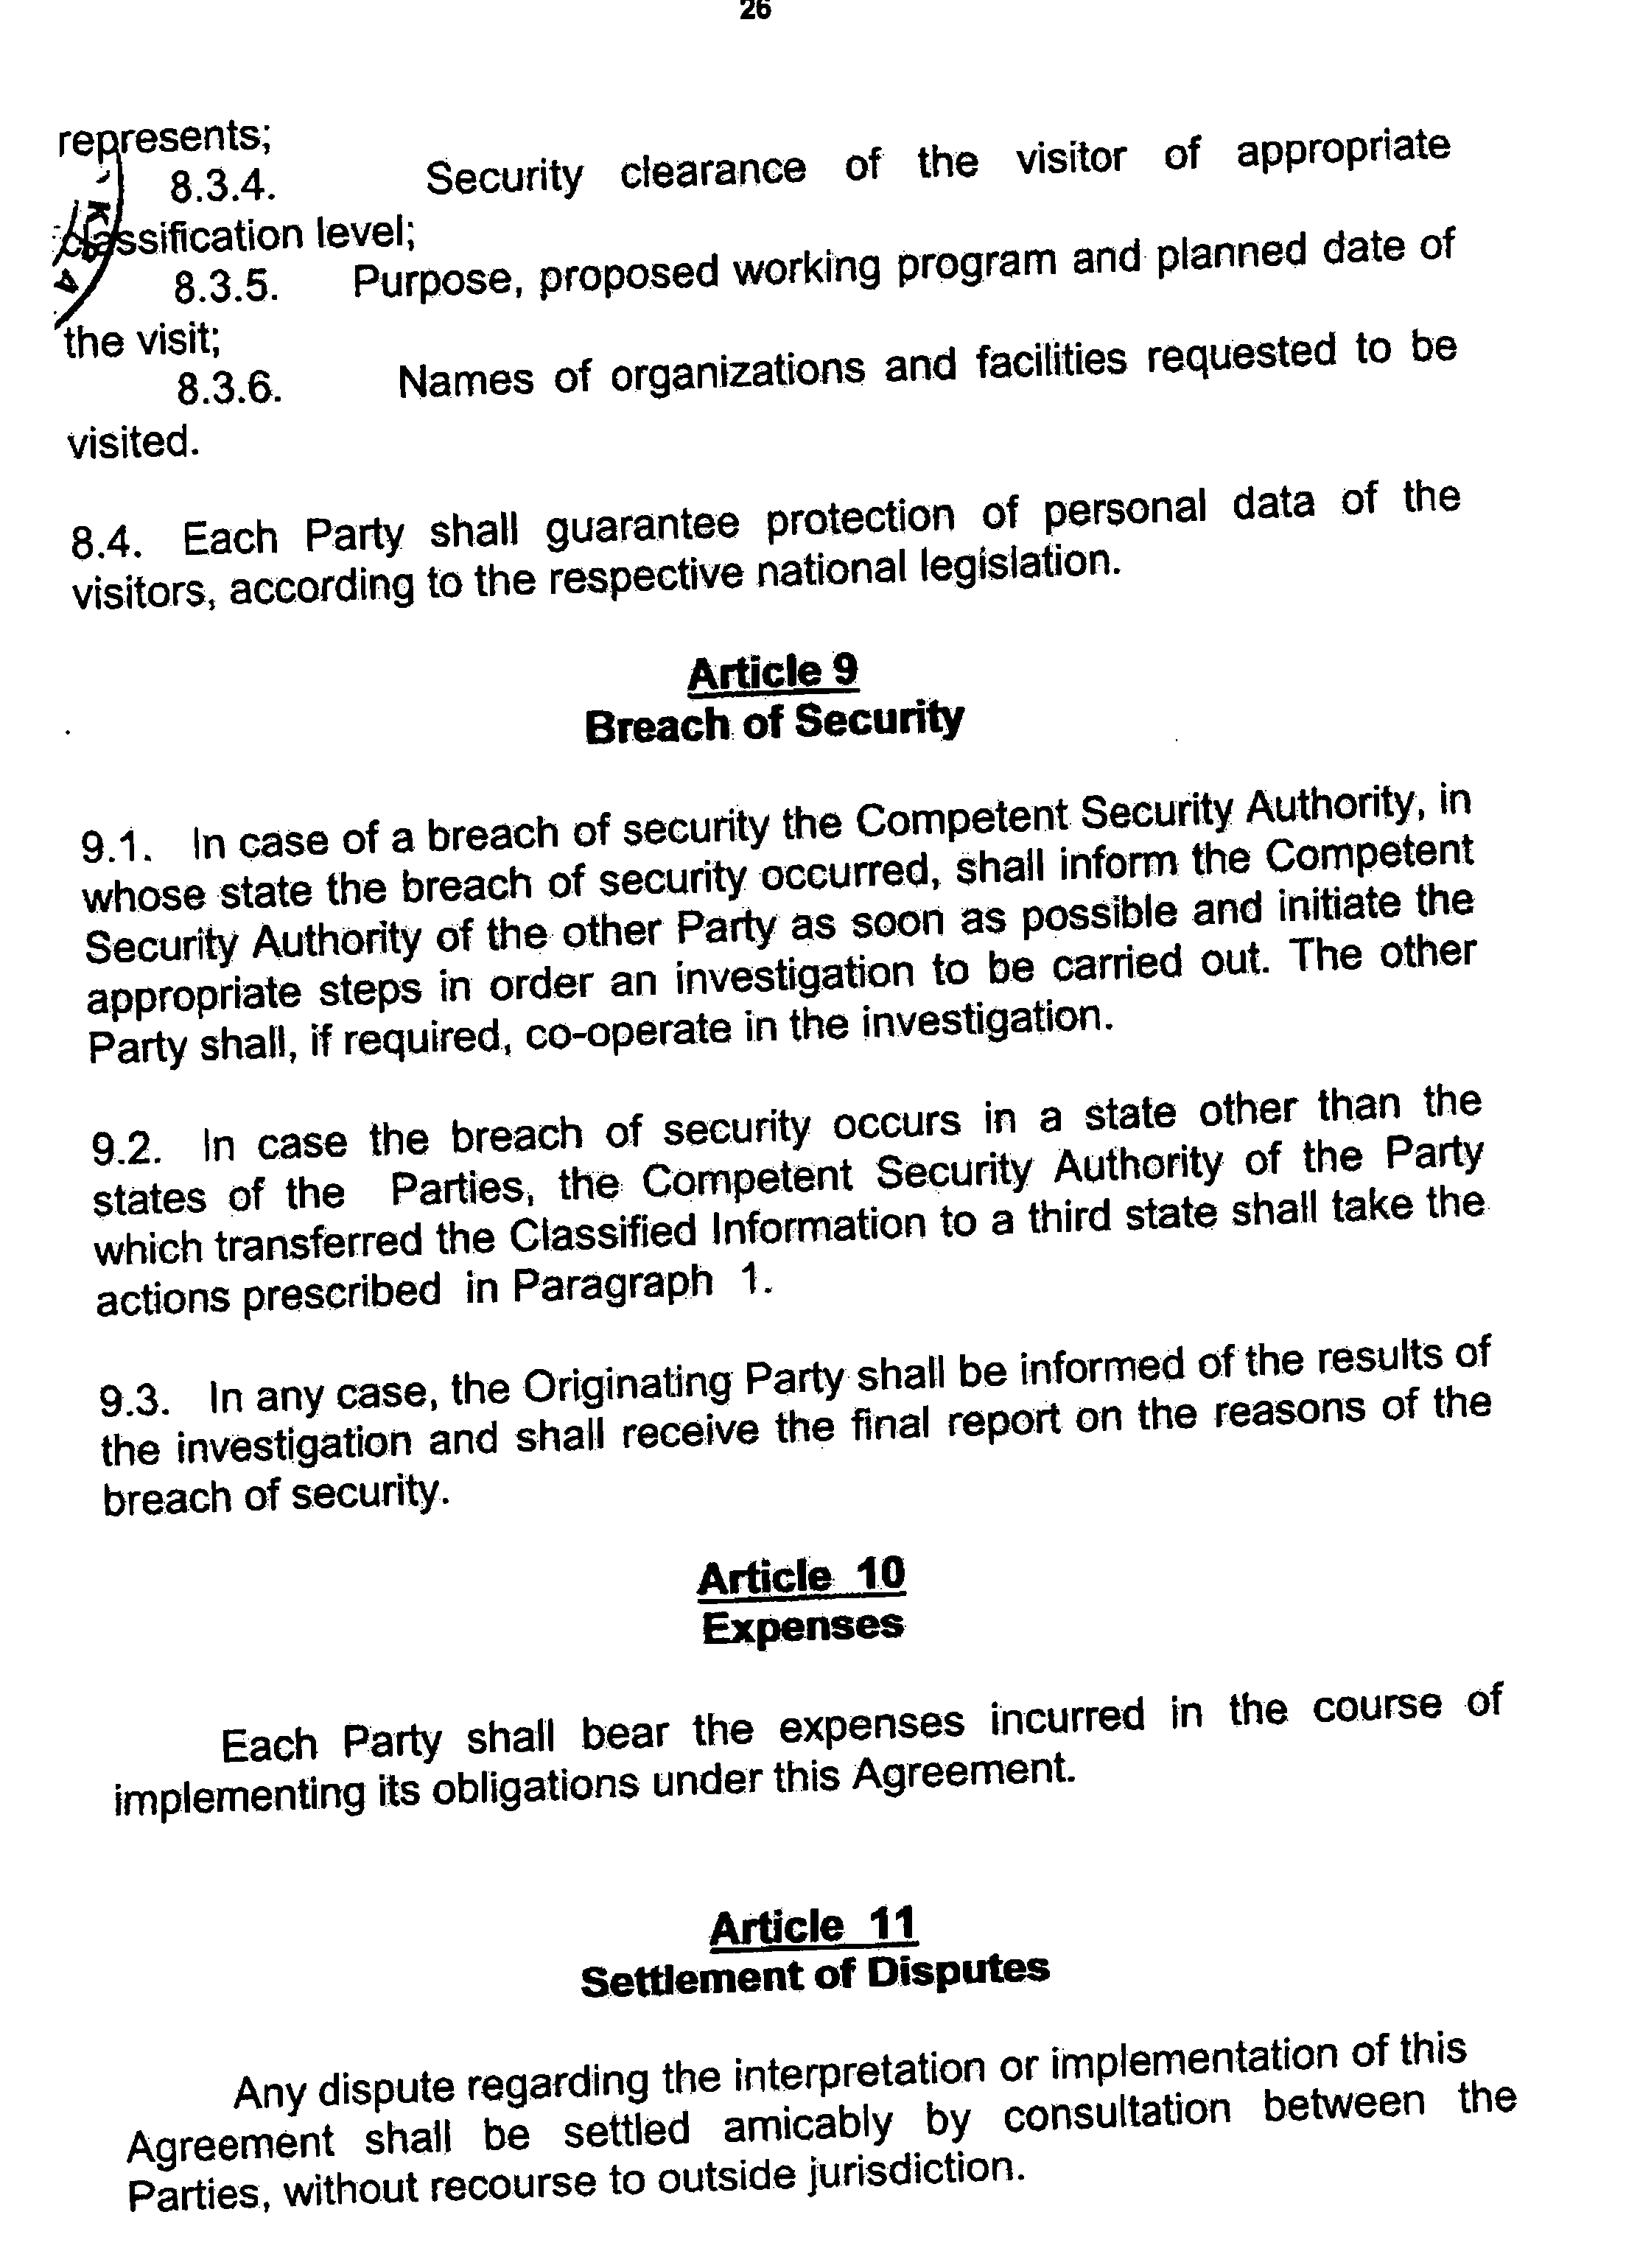 26
represents;
8.3.4. Security clearance of the visitor of appropriate
classification level;
8.3.5. Purpose, proposed working program and planned date of
the visit;
8.3.6. Names of organizations and facilities requested to be
visited.
8.4. Each Party shall guarantee protection of personal data of the
visitors, according to the respective national legislation.
Article 9
Breach of Security
9.1. In case of a breach of security the Competent Security Authority, in
whose state the breach of security occurred, shall inform the Competent
Security Authority of the other Party as soon as possible and initiate the
appropriate steps in order an investigation to be carried out. The other
Party shall, if required, co-operate in the investigation.
9.2. In case the breach of security occurs in a state other than the
states of the Parties, the Competent Security Authority of the Party
which transferred the Classified Information to a third state shall take the
actions prescribed in Paragraph 1.
9.3. In any case, the Originating Party shall be informed of the results of
the investigation and shall receive the final report on the reasons of the
breach of security.
Article 10
Expenses
Each Party shall bear the expenses incurred in the course of
implementing its obligations under this Agreement.
Article 11
Settlement of Disputes
Any dispute regarding the interpretation or implementation of this
Agreement shall be settled amicably by consultation between the
Parties, without recourse to outside jurisdiction.